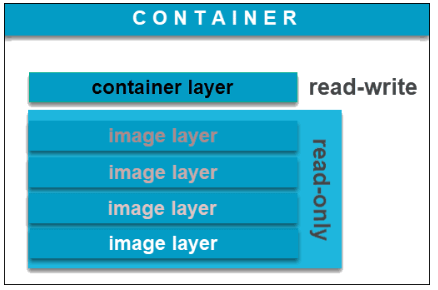 CONTAINER
container layer
read-write
image layer
image layer
image layer
image layer
read-only